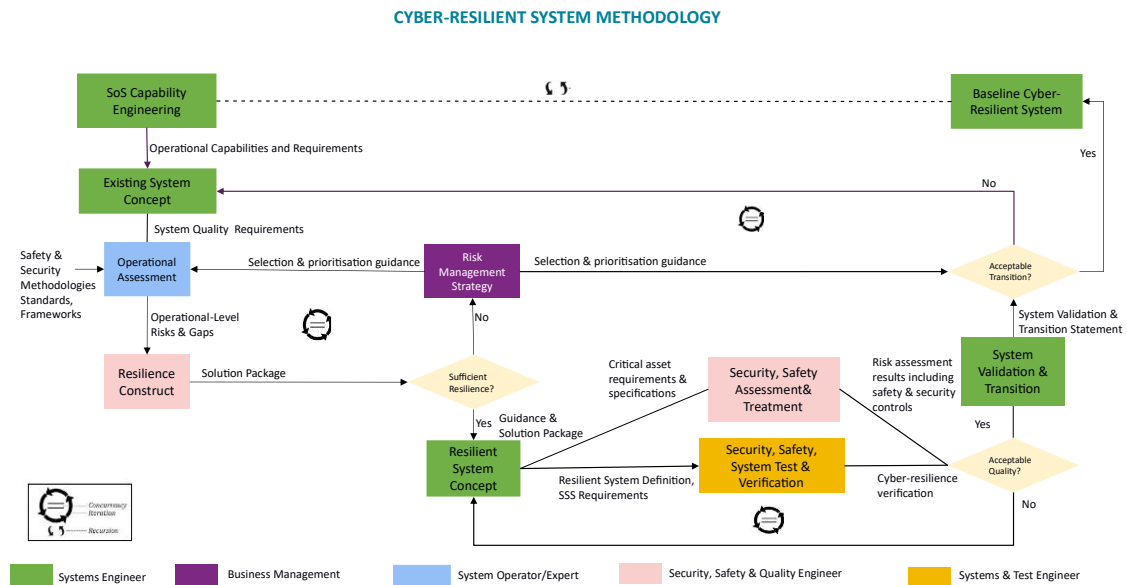 CYBER-RESILIENT SYSTEM METHODOLOGY
SoS Capability
Engineering
Baseline Cyber-
Resilient System
Operational Capabilities and Requirements
Yes
Existing System
Concept
No
System Quality Requirements
Safety &
Security
Methodologies
Standards,
Frameworks
Operational
Assessment
Selection & prioritisation guidance
Risk
Management
Strategy
Selection & prioritisation guidance
Acceptable
Transition?
Operational-Level
Risks & Gaps
No
System Validation &
Transition Statement
Resilience
Construct
Solution Package
Sufficient
Resilience?
Critical asset
requirements &
specifications
Security, Safety
Assessment&
Treatment
Risk assessment
results including
safety & security
controls
System
Validation &
Transition
Yes
Guidance &
Solution Package
Yes
Resilient
System
Concept
Resilient System Definition,
SSS Requirements
Security, Safety,
System Test &
Verification
Cyber-resilience
verification
Acceptable
Quality?
No
Concurrency
Iteration
Recursion
Systems Engineer
Business Management
System Operator/Expert
Security, Safety & Quality Engineer
Systems & Test Engineer